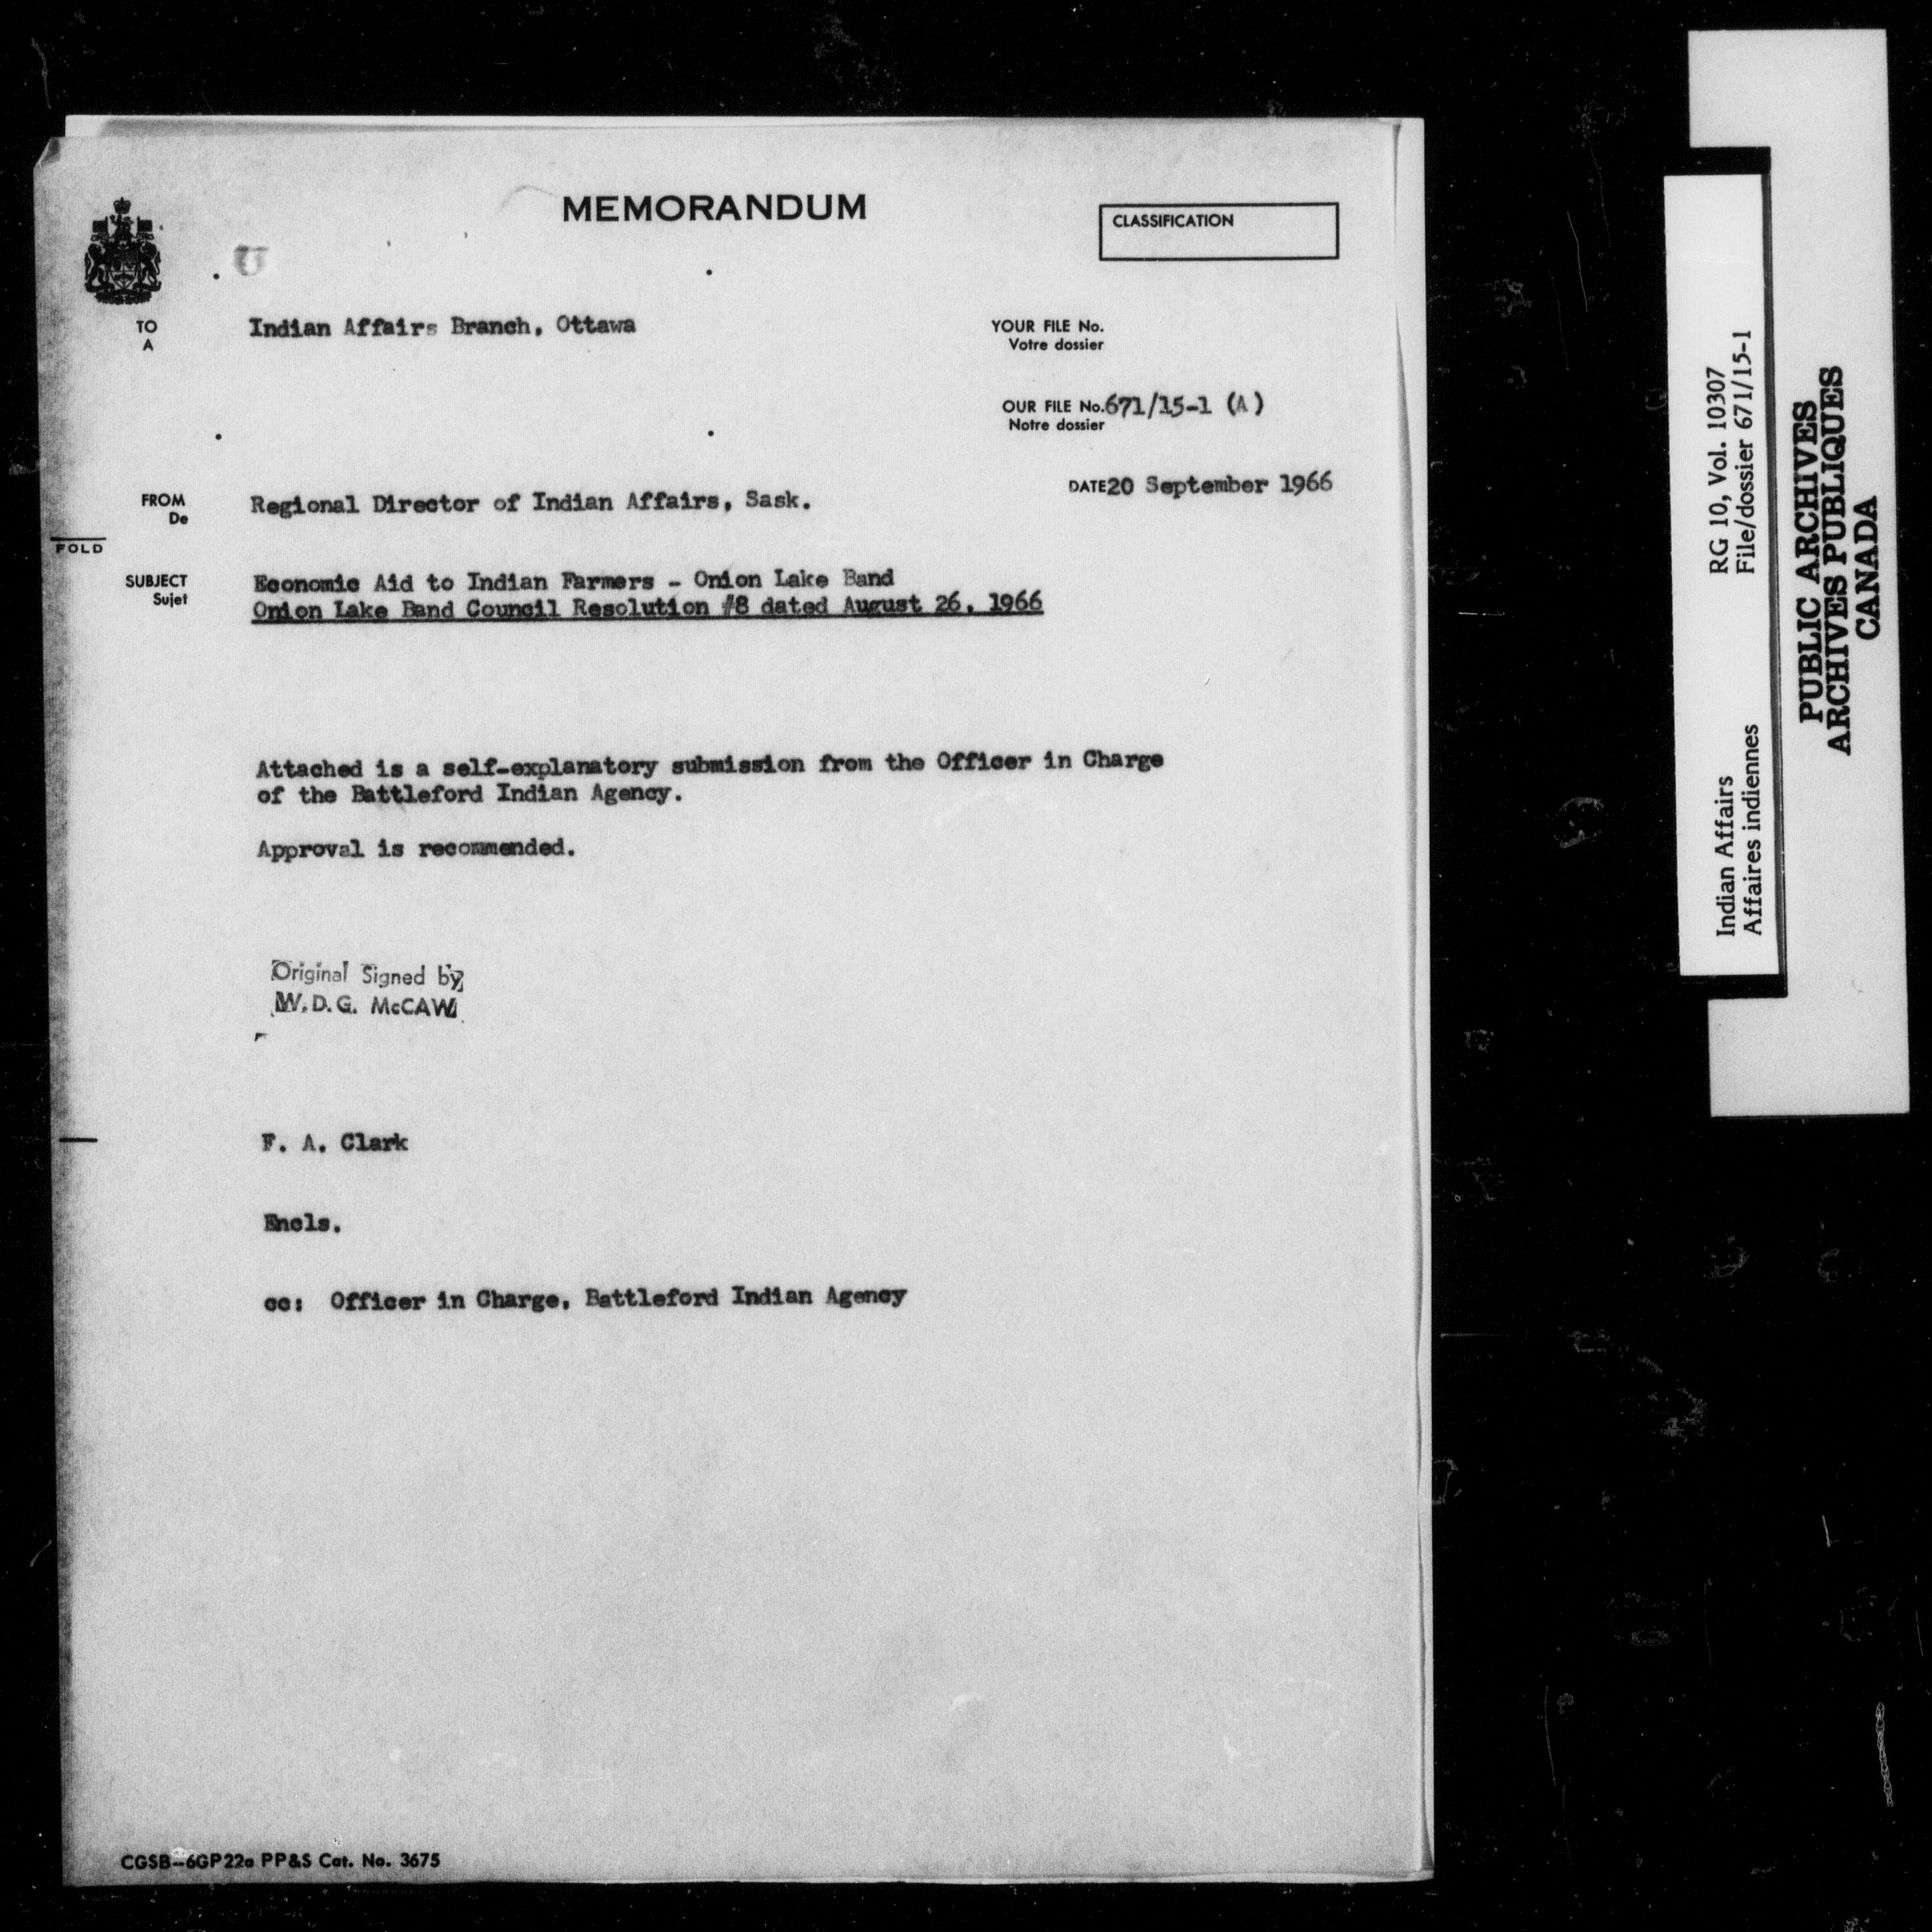 MEMORANDUM
CLASSIFICATION
TO
A
Indian Affairs Branch, Ottawa
YOUR FILE No.
Votre dossier
OUR FILE No. 671/15-1 (A)
Notre dossier
DATE 20 September 1966
FROM
De
Regional Director of Indian Affairs, Sask.
FOLD
SUBJECT
Sujet
Economic Aid to Indian Farmers - Onion Lake Band
Onion Lake Band Council Resolution #8 dated August 26, 1966
Attached is a self-explanatory submission from the Officer in Charge
of the Battleford Indian Agency.
Approval is recommended.
Original Signed by
W.D.G. McCAW
F. A. Clark
Encls.
cc: Officer in Charge, Battleford Indian Agency
CGSB-6GP22a PP&S Cat. No. 3675
Indian Affairs RG 10, Vol. 10307
Affaires indiennes File/dossier 671/15-1
PUBLIC ARCHIVES
ARCHIVES PUBLIQUES
CANADA